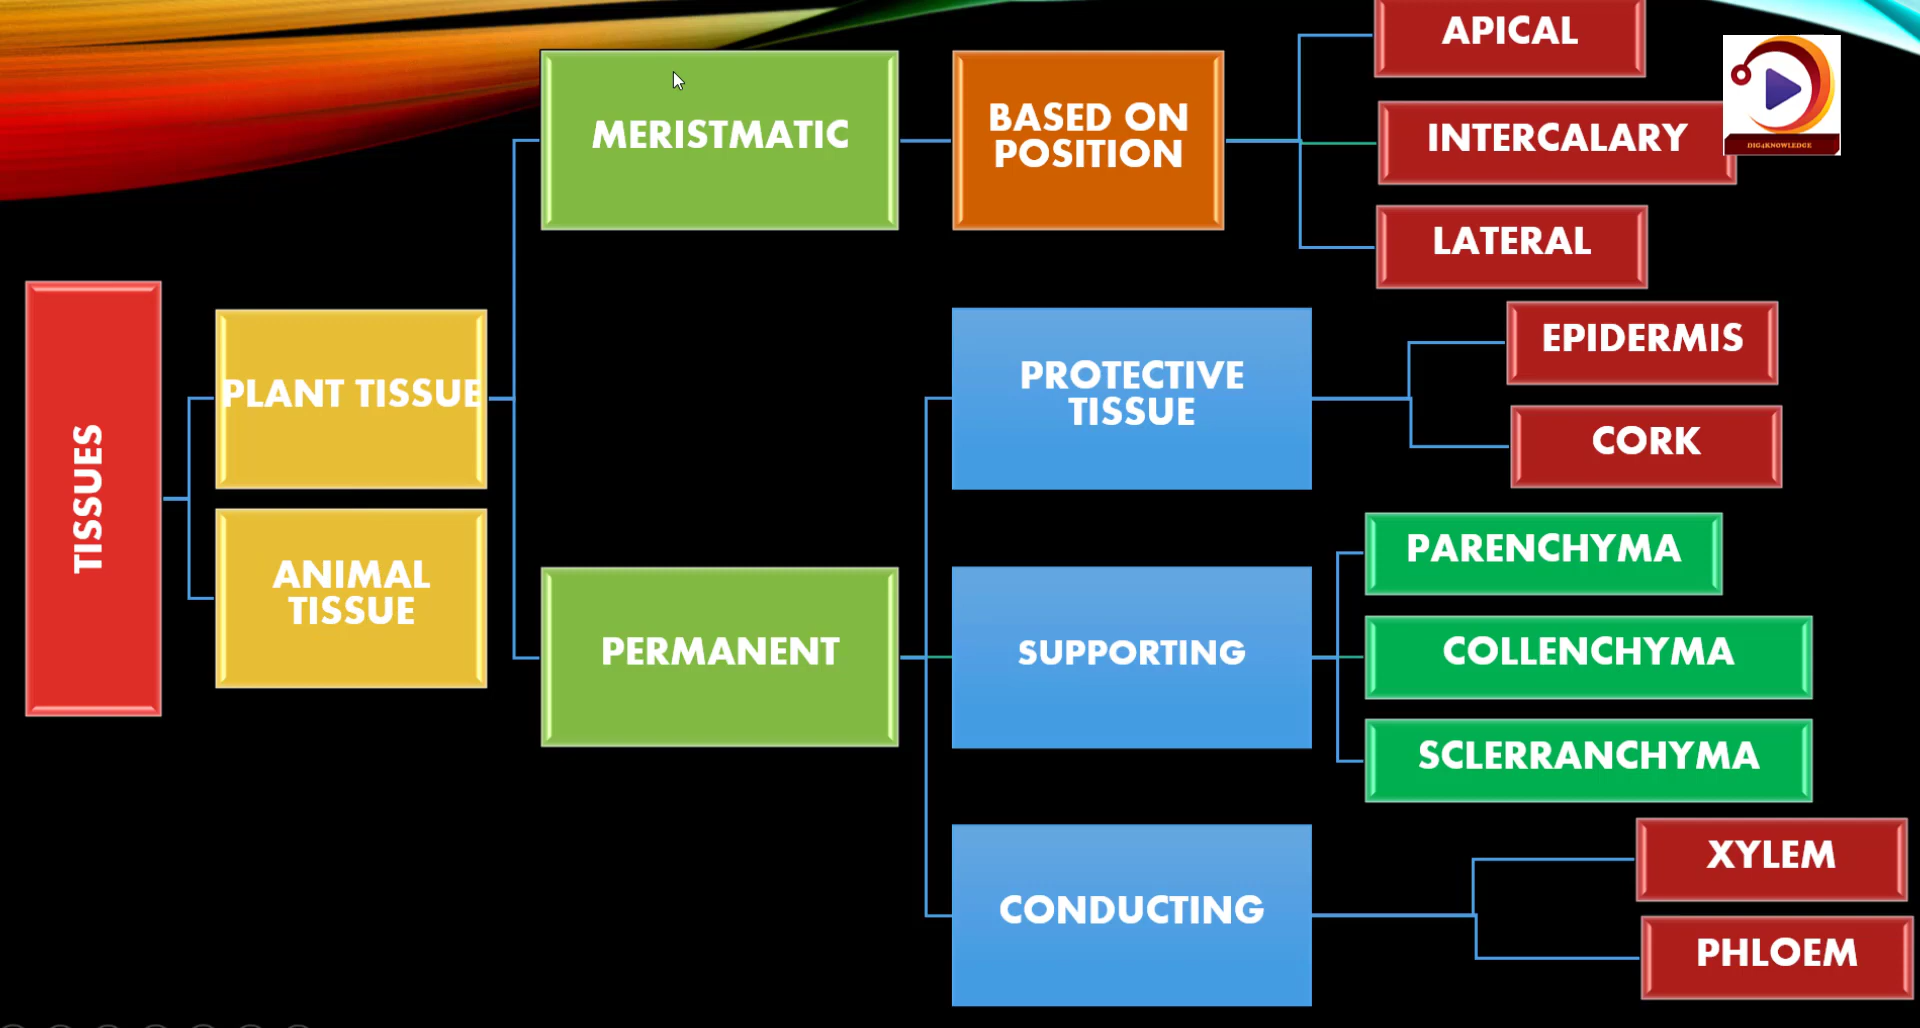 TISSUES
PLANT TISSUE
ANIMAL
TISSUE
MERISTMATIC
PERMANENT
BASED ON
POSITION
APICAL
INTERCALARY
LATERAL
PROTECTIVE
TISSUE
EPIDERMIS
CORK
SUPPORTING
PARENCHYMA
COLLENCHYMA
SCLERRANCHYMA
CONDUCTING
XYLEM
PHLOEM
DIG4KNOWLEDGE